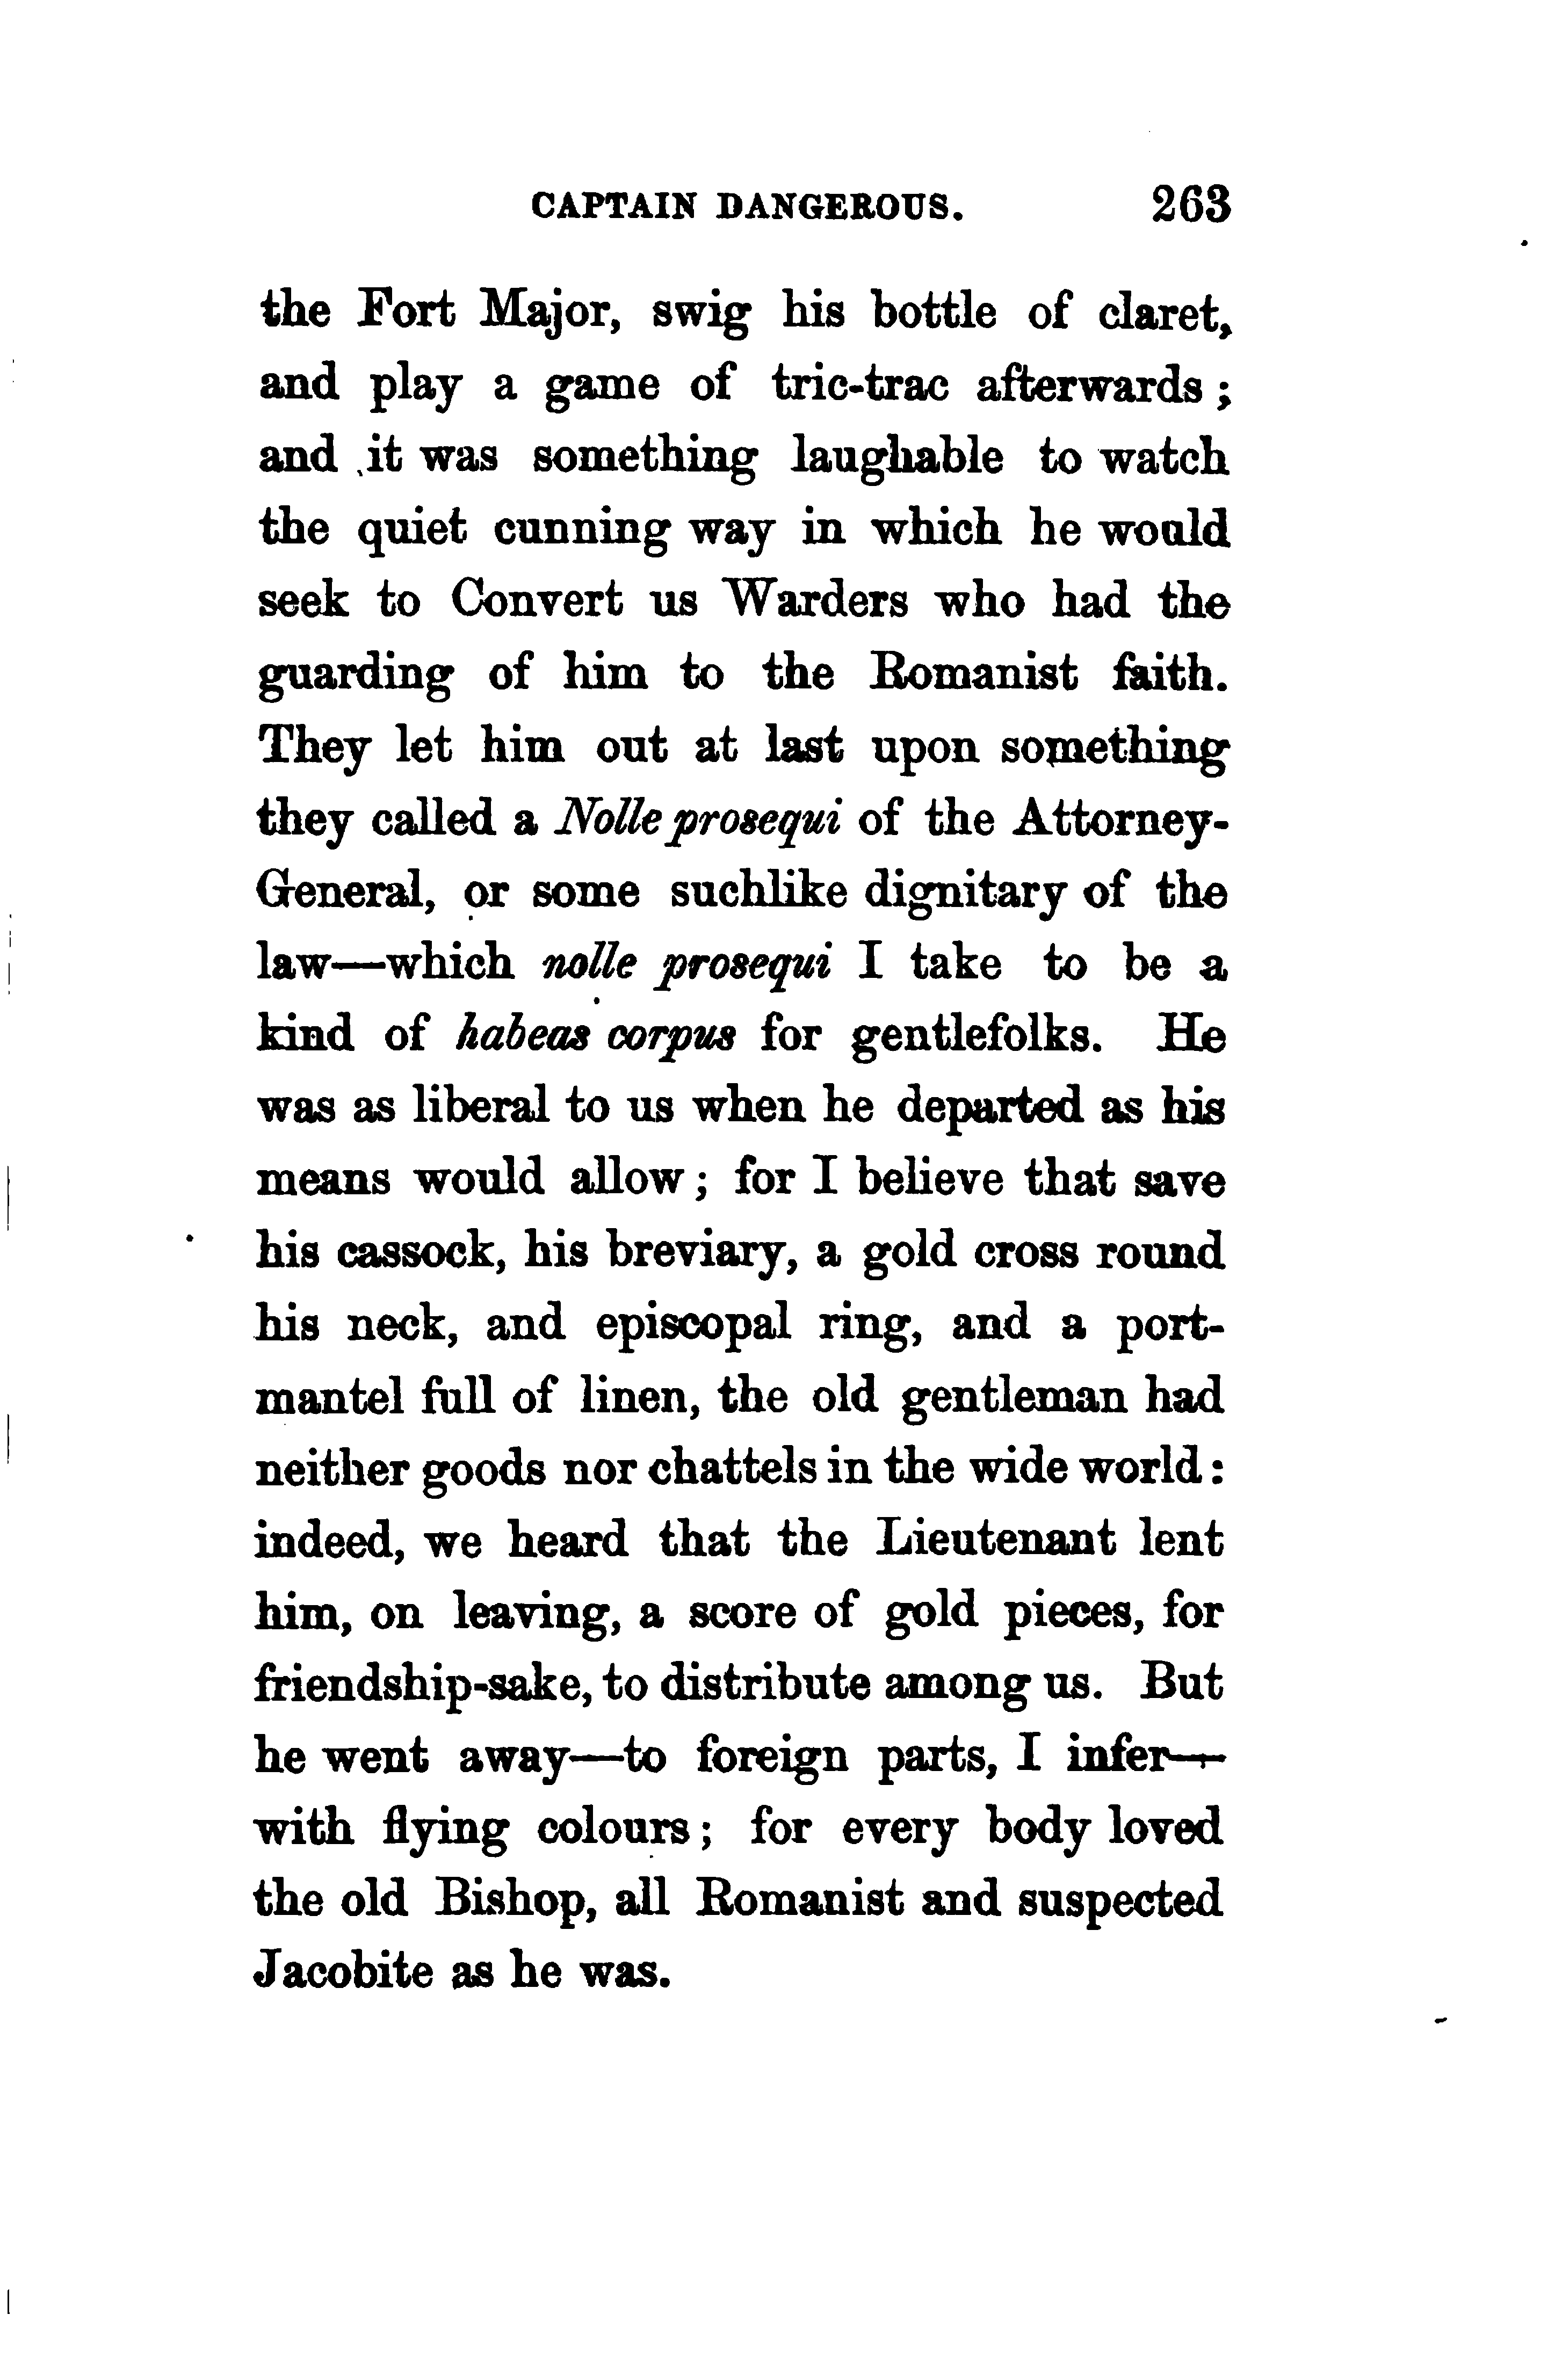 CAPTAIN DANGEROUS. 263
the Fort Major, swig his bottle of claret,
and play a game of tric-trac afterwards;
and it was something laughable to watch
the quiet cunning way in which he would
seek to Convert us Warders who had the
guarding of him to the Romanist faith.
They let him out at last upon something
they called a Nolle prosequi of the Attorney-
General, or some suchlike dignitary of the
law—which nolle prosequi I take to be a
kind of habeas corpus for gentlefolks. He
was as liberal to us when he departed as his
means would allow; for I believe that save
his cassock, his breviary, a gold cross round
his neck, and episcopal ring, and a port-
mantel full of linen, the old gentleman had
neither goods nor chattels in the wide world:
indeed, we heard that the Lieutenant lent
him, on leaving, a score of gold pieces, for
friendship-sake, to distribute among us. But
he went away—to foreign parts, I infer—
with flying colours; for every body loved
the old Bishop, all Romanist and suspected
Jacobite as he was.